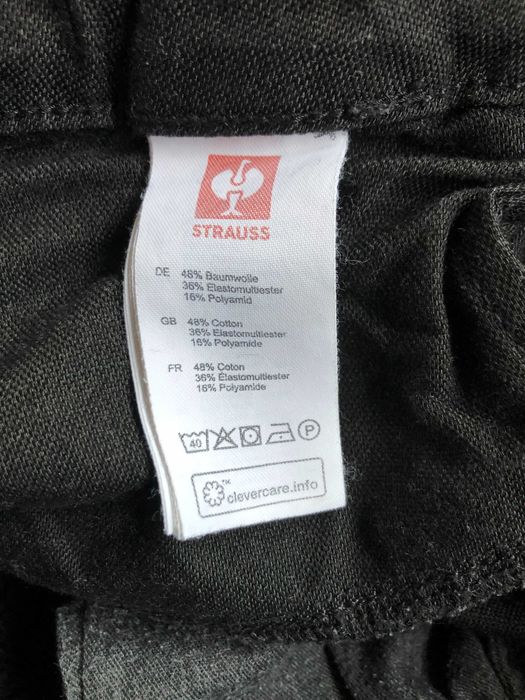 STRAUSS
DE 48% Baumwolle
36% Elastomultiester
16% Polyamid
GB 48% Cotton
36% Elastomultiester
16% Polyamide
FR 48% Coton
36% Elastomultiester
16% Polyamide
40 P
clevercare.info